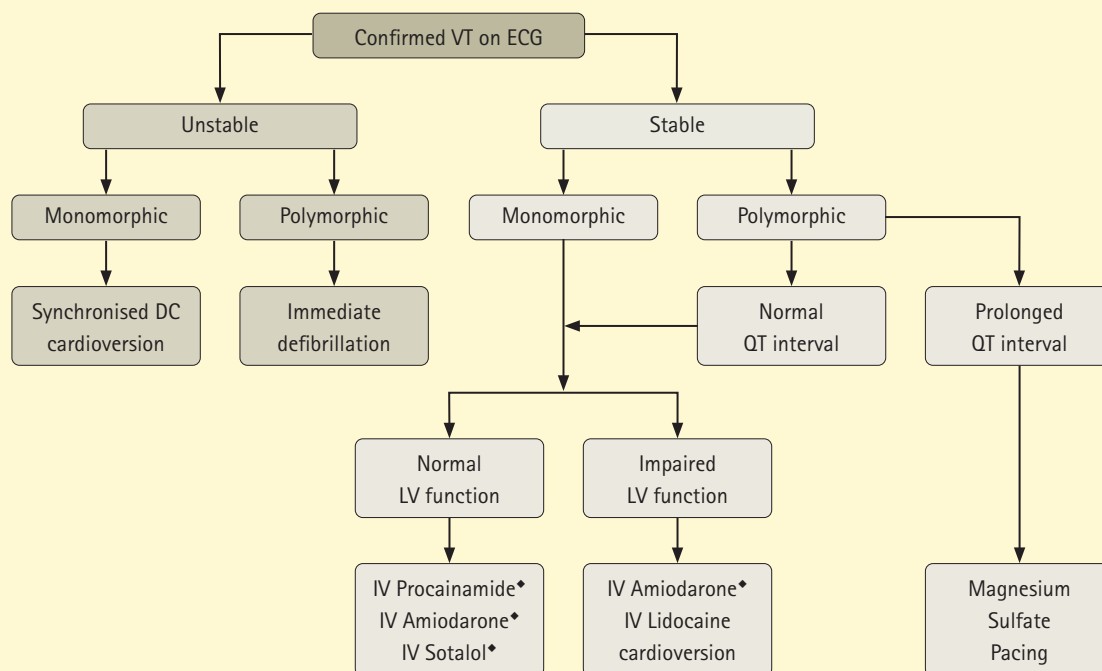 Confirmed VT on ECG
Unstable
Stable
Monomorphic
Polymorphic
Monomorphic
Polymorphic
Synchronised DC
cardioversion
Immediate
defibrillation
Normal
QT interval
Prolonged
QT interval
Normal
LV function
Impaired
LV function
IV Procainamide◆
IV Amiodarone◆
IV Sotalol◆
IV Amiodarone◆
IV Lidocaine
cardioversion
Magnesium
Sulfate
Pacing